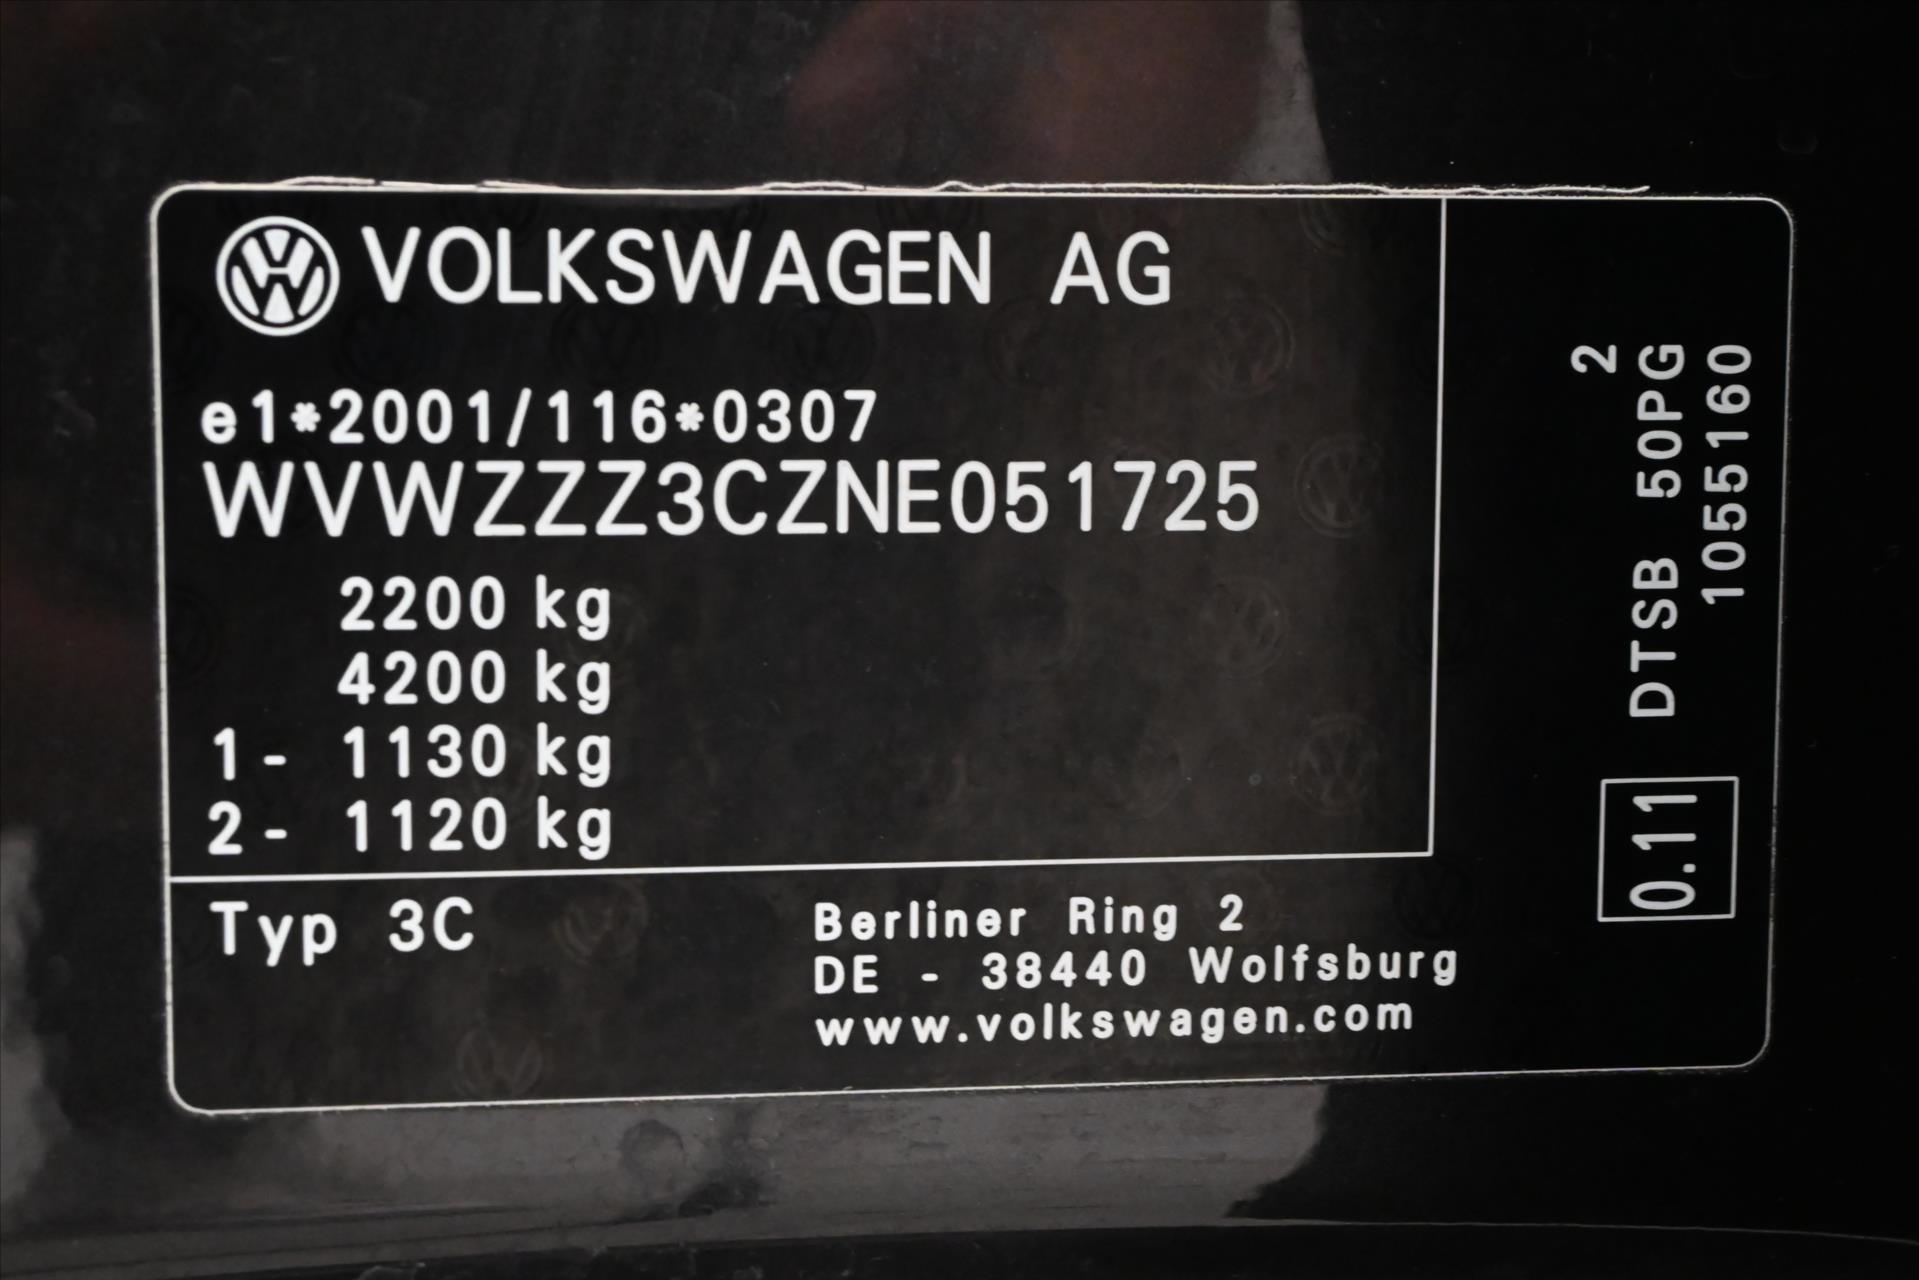 VOLKSWAGEN AG
e1*2001/116*0307
WVWZZZ3CZNE051725
2200 kg
4200 kg
1- 1130 kg
2- 1120 kg
Typ 3C
Berliner Ring 2
DE - 38440 Wolfsburg
www.volkswagen.com
2
DTSB 50PG
1055160
0.11